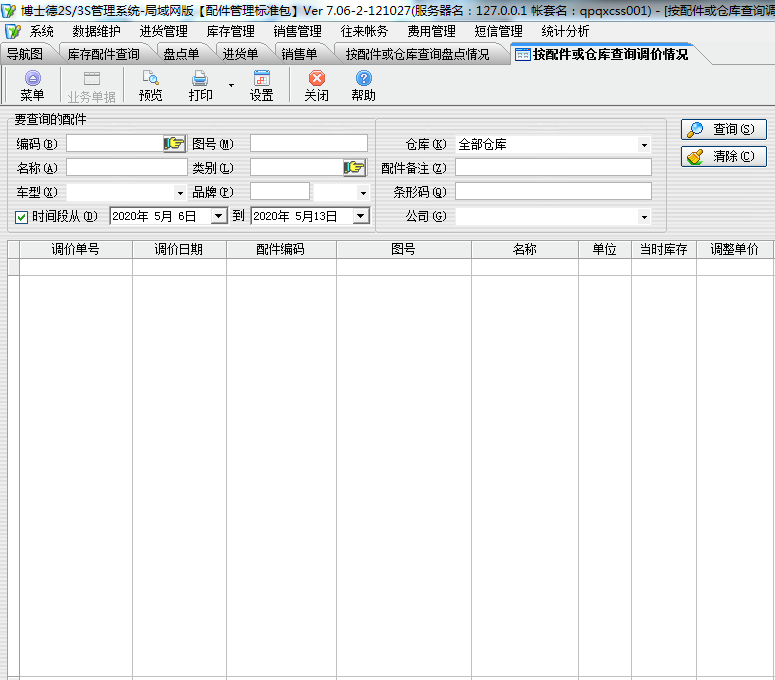 博士德2S/3S管理系统-局域网版【配件管理标准包】Ver 7.06-2-121027(服务器名：127.0.0.1 帐套名：qpqxcss001) - [按配件或仓库查询调
系统 数据维护 进货管理 库存管理 销售管理 往来帐务 费用管理 短信管理 统计分析
导航图 库存配件查询 盘点单 进货单 销售单 按配件或仓库查询盘点情况 按配件或仓库查询调价情况
菜单 业务单据 预览 打印 设置 关闭 帮助
要查询的配件
编码(B) 图号(M) 仓库(K) 全部仓库 查询(S)
名称(A) 类别(L) 配件备注(Z) 清除(C)
车型(X) 品牌(P) 条形码(Q)
时间段从(D) 2020年 5月 6日 到 2020年 5月13日 公司(G)
调价单号 调价日期 配件编码 图号 名称 单位 当时库存 调整单价